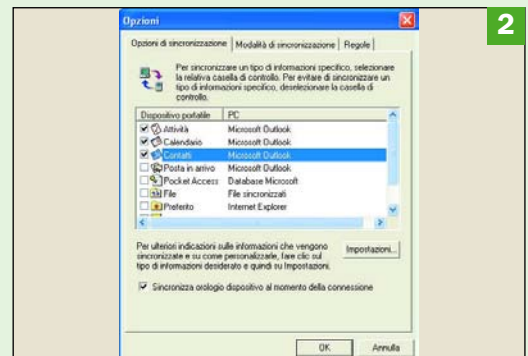 2
Opzioni
Opzioni di sincronizzazione Modalità di sincronizzazione Regole
Per sincronizzare un tipo di informazioni specifico, selezionare
la relativa casella di controllo. Per evitare di sincronizzare un
tipo di informazioni specifico, deselezionare la casella di
controllo.
Dispositivo portatile PC
Attività Microsoft Outlook
Calendario Microsoft Outlook
Contatti Microsoft Outlook
Posta in arrivo Microsoft Outlook
Pocket Access Database Microsoft
File File sincronizzati
Preferito Internet Explorer
Per ulteriori indicazioni sulle informazioni che vengono
sincronizzate e su come personalizzarle, fare clic sul
tipo di informazioni desiderato e quindi su Impostazioni.
Impostazioni...
Sincronizza orologio dispositivo al momento della connessione
OK Annulla